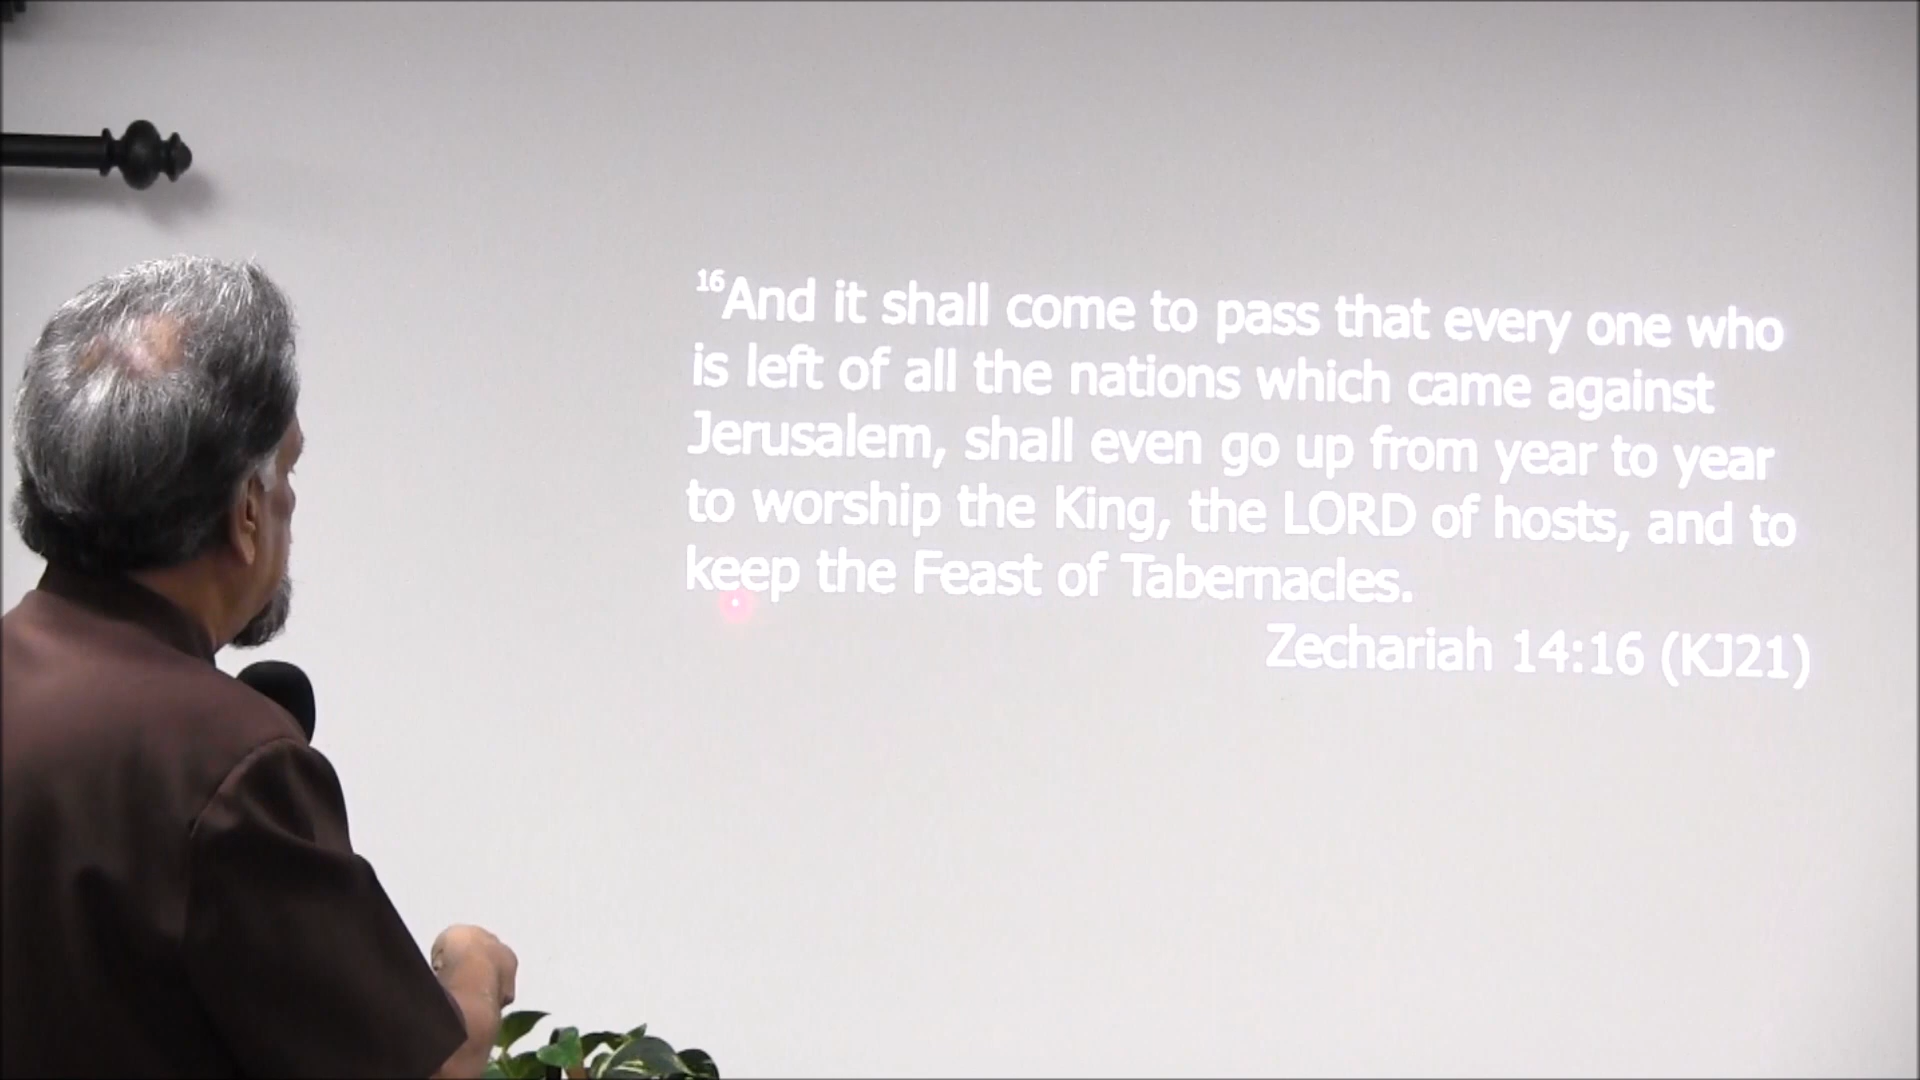 16And it shall come to pass that every one who
is left of all the nations which came against
Jerusalem, shall even go up from year to year
to worship the King, the LORD of hosts, and to
keep the Feast of Tabernacles.
Zechariah 14:16 (KJ21)